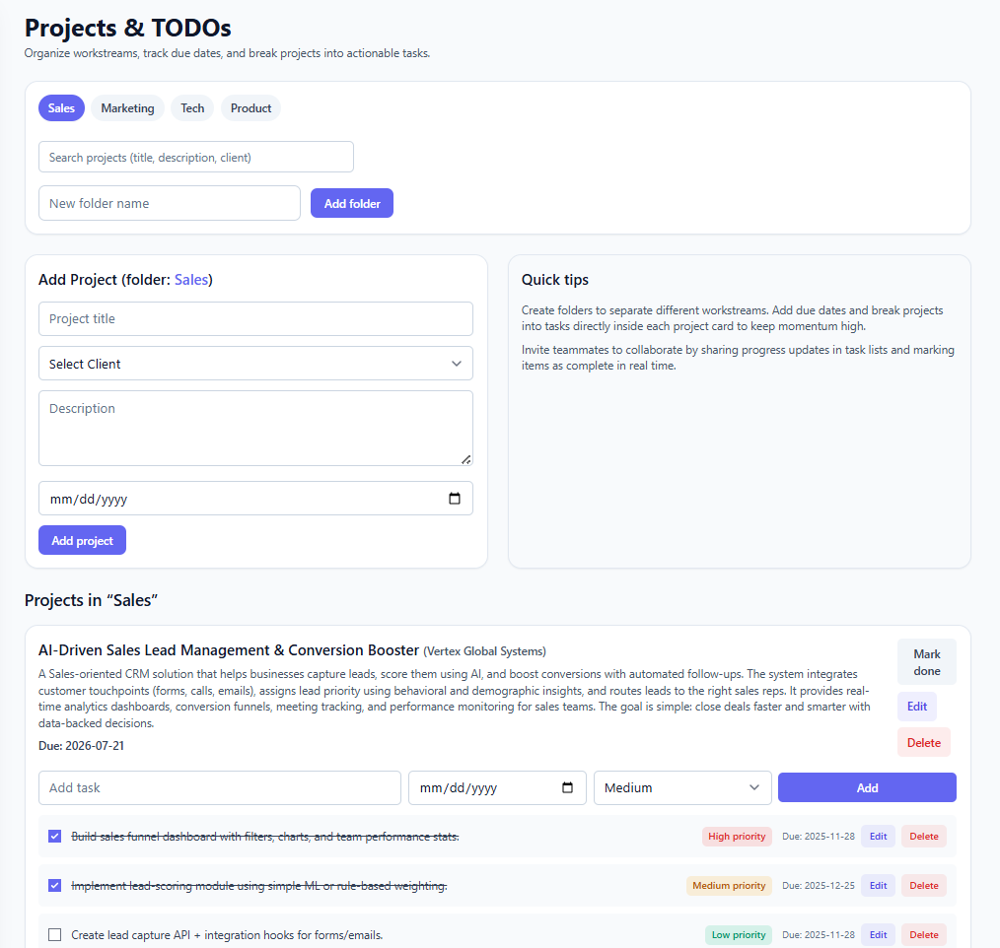 Projects & TODOs
Organize workstreams, track due dates, and break projects into actionable tasks.
Sales Marketing Tech Product
Search projects (title, description, client)
New folder name Add folder
Add Project (folder: Sales)
Project title
Select Client
Description
mm/dd/yyyy
Add project
Quick tips
Create folders to separate different workstreams. Add due dates and break projects
into tasks directly inside each project card to keep momentum high.
Invite teammates to collaborate by sharing progress updates in task lists and marking
items as complete in real time.
Projects in “Sales”
AI-Driven Sales Lead Management & Conversion Booster (Vertex Global Systems)
A Sales-oriented CRM solution that helps businesses capture leads, score them using AI, and boost conversions with automated follow-ups. The system integrates
customer touchpoints (forms, calls, emails), assigns lead priority using behavioral and demographic insights, and routes leads to the right sales reps. It provides real-
time analytics dashboards, conversion funnels, meeting tracking, and performance monitoring for sales teams. The goal is simple: close deals faster and smarter with
data-backed decisions.
Due: 2026-07-21
Mark
done
Edit
Delete
Add task mm/dd/yyyy Medium Add
Build sales funnel dashboard with filters, charts, and team performance stats. High priority Due: 2025-11-28 Edit Delete
Implement lead-scoring module using simple ML or rule-based weighting. Medium priority Due: 2025-12-25 Edit Delete
Create lead capture API + integration hooks for forms/emails. Low priority Due: 2025-11-28 Edit Delete